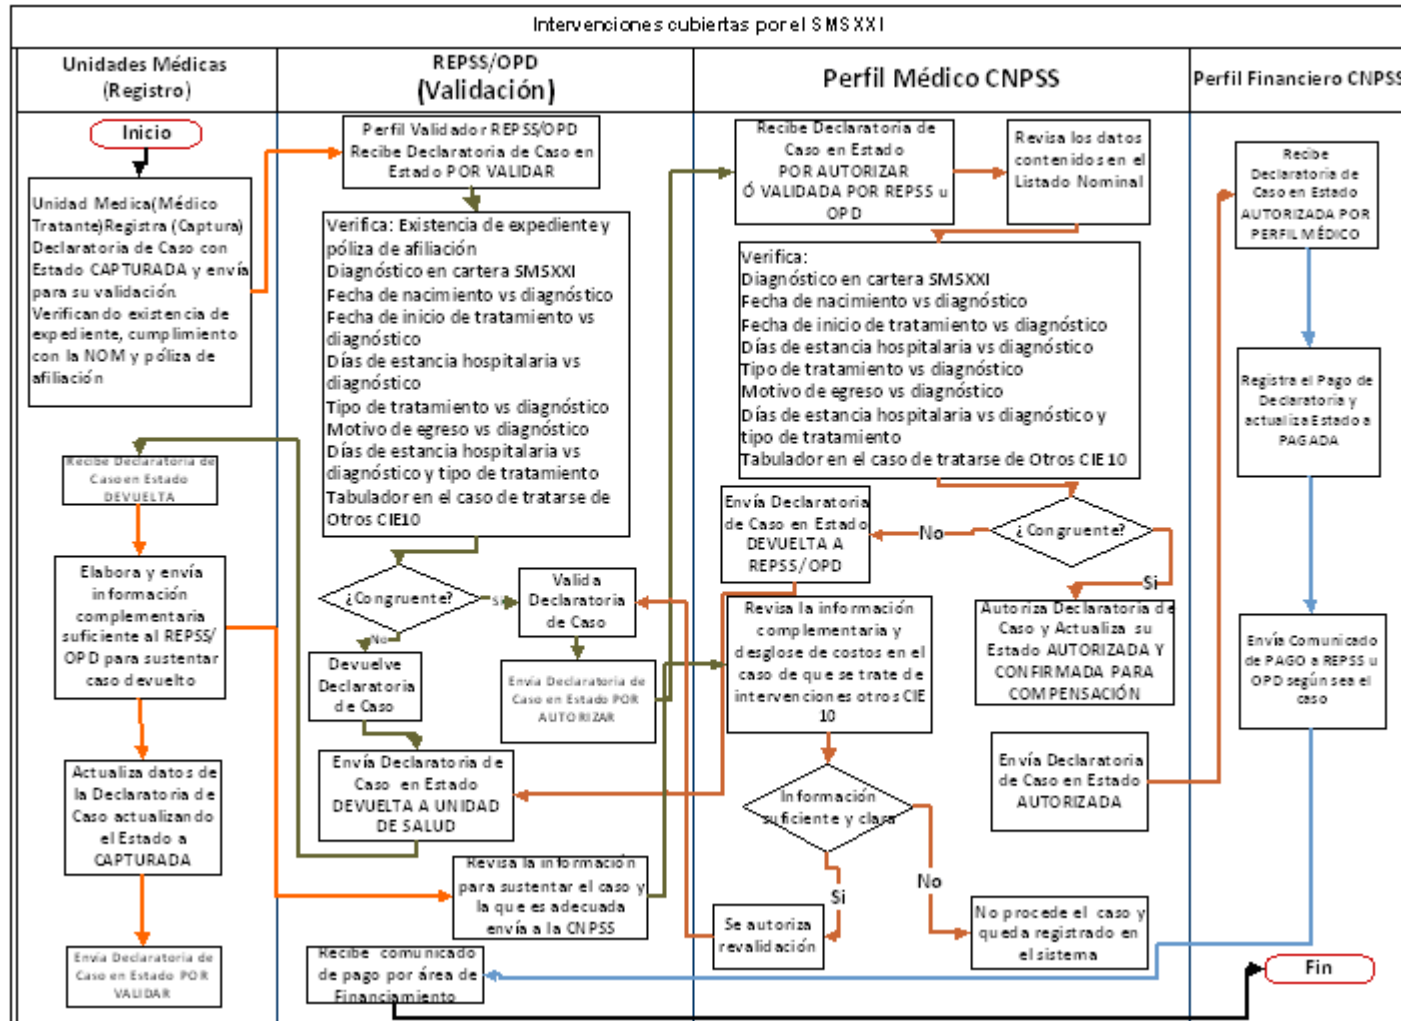 Intervenciones cubiertas por el SMSXXI
Unidades Médicas
(Registro)
REPSS/OPD
(Validación)
Perfil Médico CNPSS
Perfil Financiero CNPSS
Inicio
Unidad Medica(Médico
Tratante)Registra (Captura)
Declaratoria de Caso con
Estado CAPTURADA y envía
para su validación.
Verificando existencia de
expediente, cumplimiento
con la NOM y póliza de
afiliación
Recibe Declaratoria de
Caso en Estado
DEVUELTA
Elabora y envía
información
complementaria
suficiente al REPSS/
OPD para sustentar
caso devuelto
Actualiza datos de
la Declaratoria de
Caso actualizando
el Estado a
CAPTURADA
Envía Declaratoria de
Caso en Estado POR
VALIDAR
Perfil Validador REPSS/OPD
Recibe Declaratoria de Caso en
Estado POR VALIDAR
Verifica: Existencia de expediente y
póliza de afiliación
Diagnóstico en cartera SMSXXI
Fecha de nacimiento vs diagnóstico
Fecha de inicio de tratamiento vs
diagnóstico
Días de estancia hospitalaria vs
diagnóstico
Tipo de tratamiento vs diagnóstico
Motivo de egreso vs diagnóstico
Días de estancia hospitalaria vs
diagnóstico y tipo de tratamiento
Tabulador en el caso de tratarse de
Otros CIE10
¿Congruente?
Si
No
Valida
Declaratoria
de Caso
Devuelve
Declaratoria
de Caso
Envía Declaratoria de
Caso en Estado POR
AUTORIZAR
Envía Declaratoria de
Caso en Estado
DEVUELTA A UNIDAD
DE SALUD
Revisa la información
para sustentar el caso y
la que es adecuada
envía a la CNPSS
Recibe comunicado
de pago por área de
Financiamiento
Recibe Declaratoria de
Caso en Estado
POR AUTORIZAR
Ó VALIDADA POR REPSS u
OPD
Revisa los datos
contenidos en el
Listado Nominal
Verifica:
Diagnóstico en cartera SMSXXI
Fecha de nacimiento vs diagnóstico
Fecha de inicio de tratamiento vs diagnóstico
Días de estancia hospitalaria vs diagnóstico
Tipo de tratamiento vs diagnóstico
Motivo de egreso vs diagnóstico
Días de estancia hospitalaria vs diagnóstico y
tipo de tratamiento
Tabulador en el caso de tratarse de Otros CIE10
¿Congruente?
No
Si
Envía Declaratoria
de Caso en Estado
DEVUELTA A
REPSS/OPD
Autoriza Declaratoria de
Caso y Actualiza su
Estado AUTORIZADA Y
CONFIRMADA PARA
COMPENSACIÓN
Revisa la información
complementaria y
desglose de costos en el
caso de que se trate de
intervenciones otros CIE
10
Envía Declaratoria
de Caso en Estado
AUTORIZADA
Información
suficiente y clara
Si
No
Se autoriza
revalidación
No procede el caso y
queda registrado en
el sistema
Recibe
Declaratoria de
Caso en Estado
AUTORIZADA POR
PERFIL MÉDICO
Registra el Pago de
Declaratoria y
actualiza Estado a
PAGADA
Envía Comunicado
de PAGO a REPSS u
OPD según sea el
caso
Fin